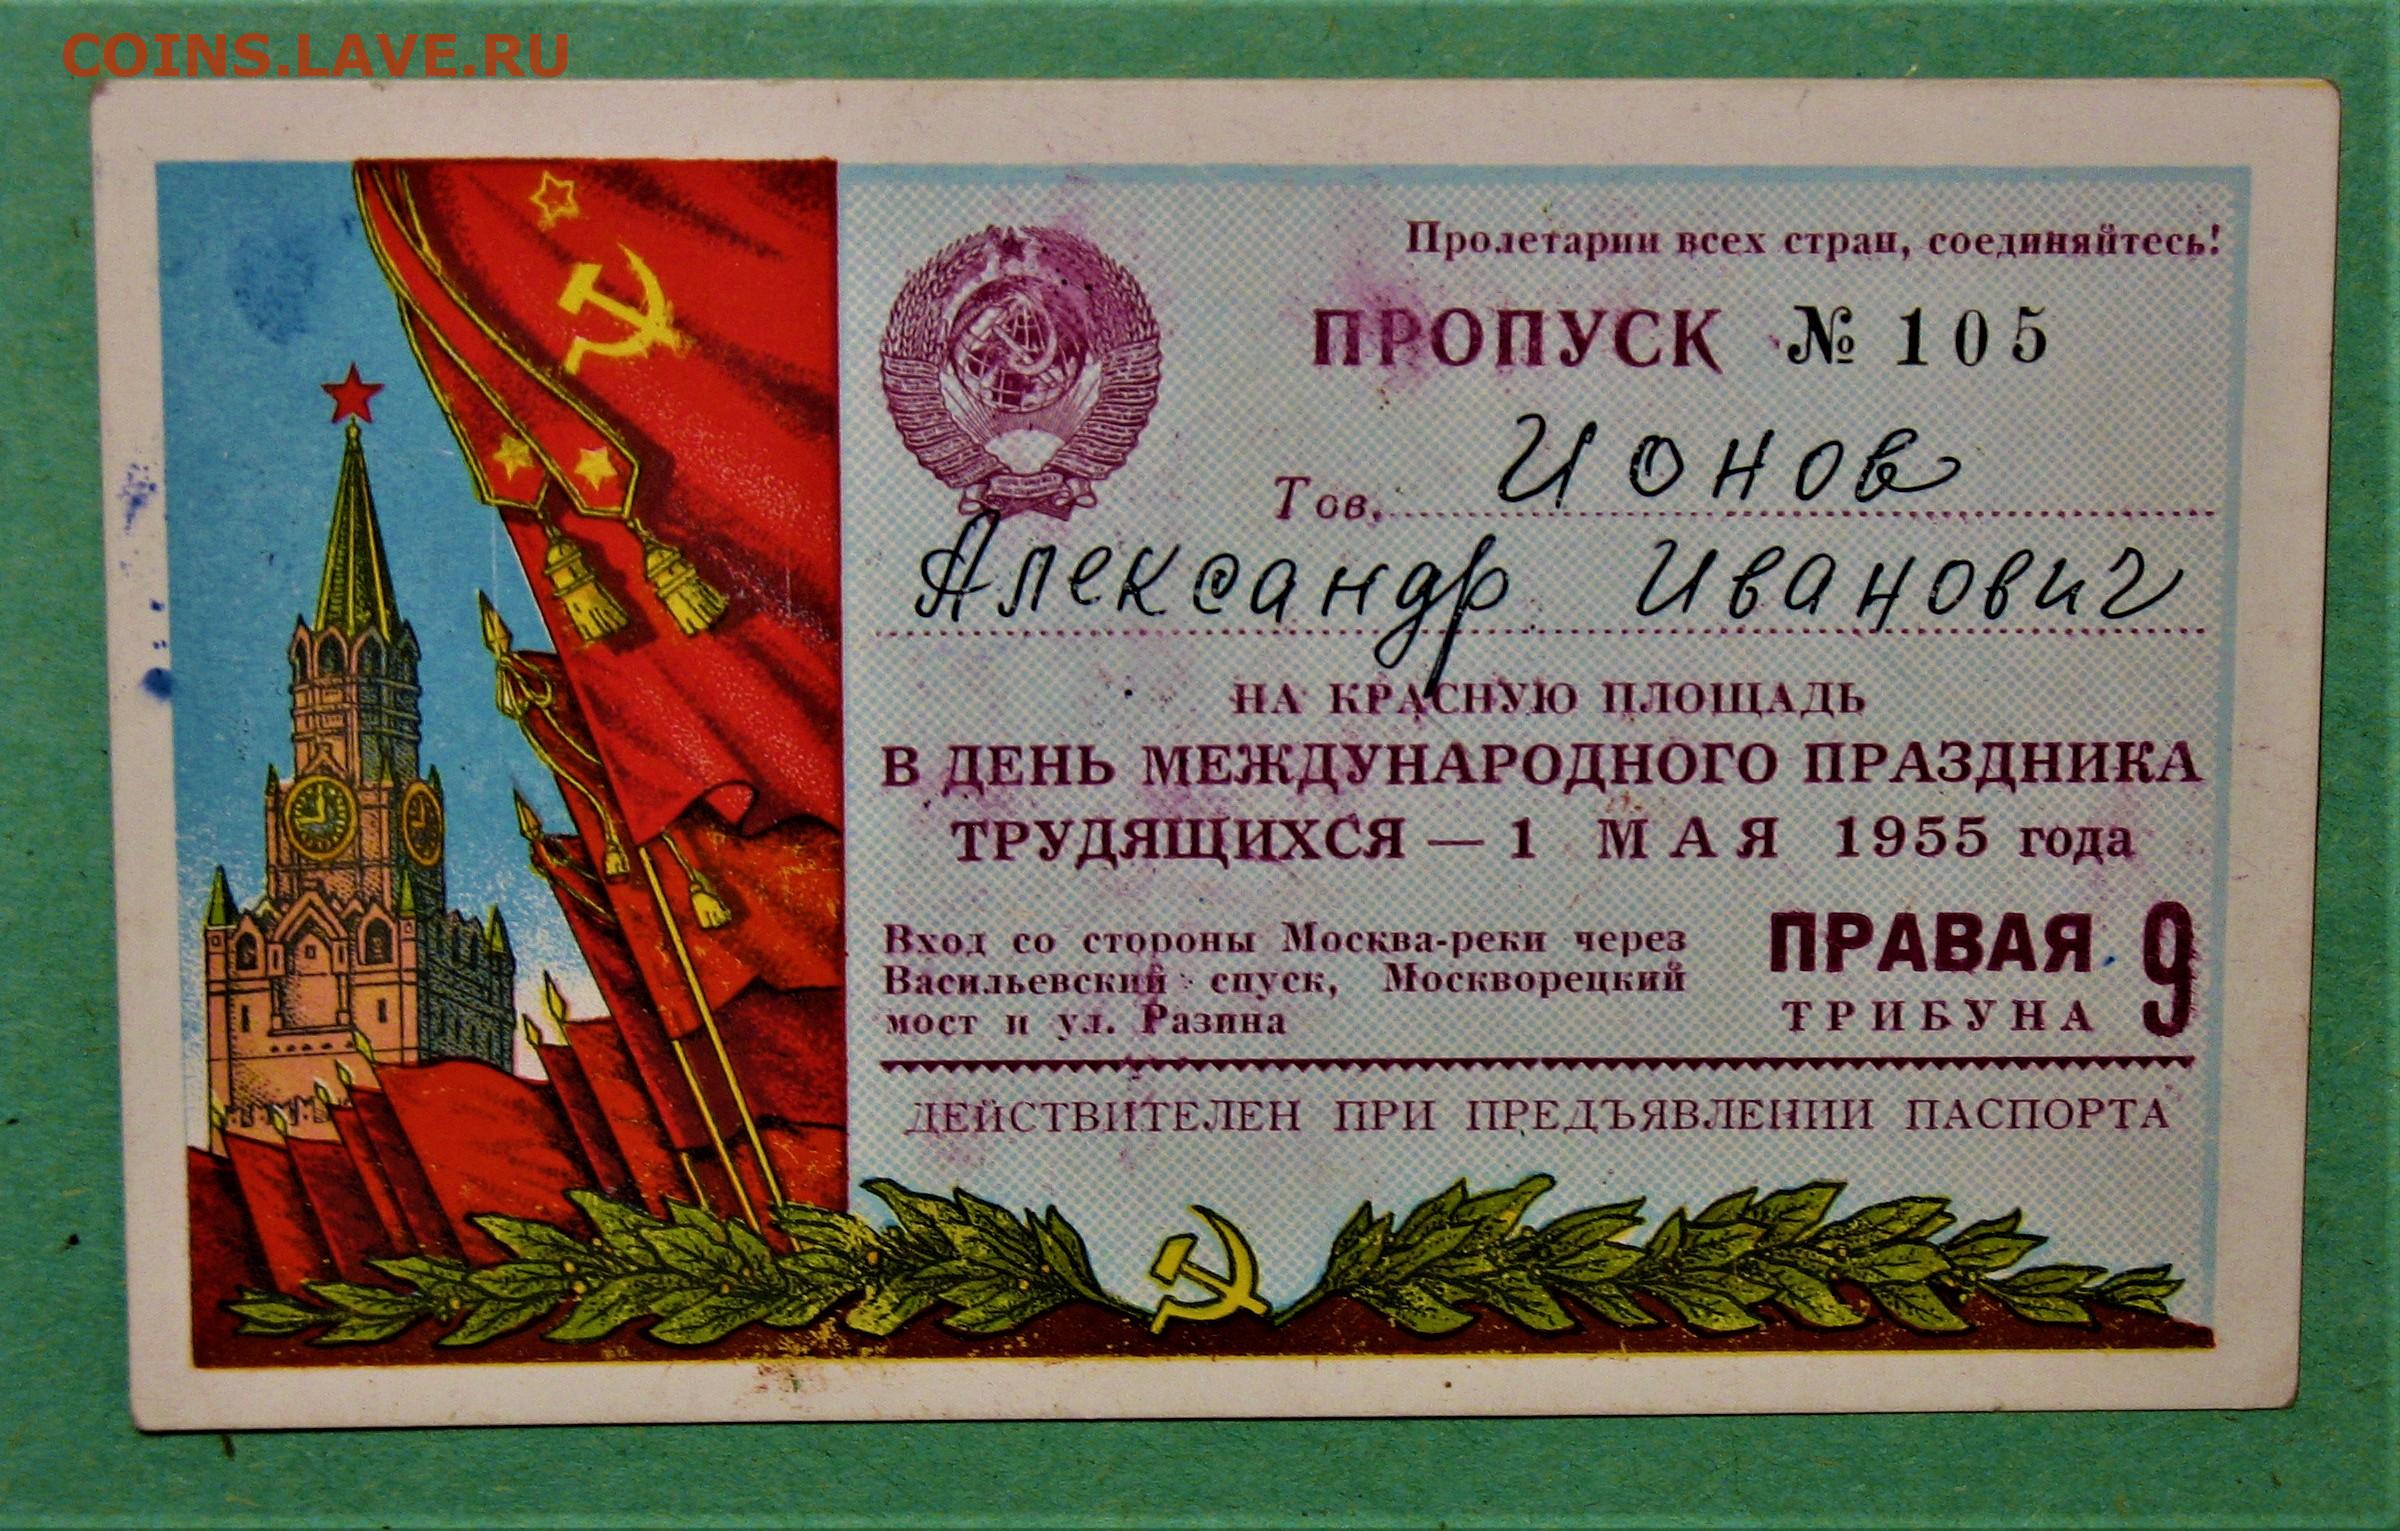 COINS.LAVE.RU
Пролетарии всех стран, соединяйтесь!
ПРОПУСК № 105
Тов. Ионов
Александр Иванович
НА КРАСНУЮ ПЛОЩАДЬ
В ДЕНЬ МЕЖДУНАРОДНОГО ПРАЗДНИКА
ТРУДЯЩИХСЯ — 1 МАЯ 1955 года
Вход со стороны Москва-реки через
Васильевский спуск, Москворецкий
мост и ул. Разина
ПРАВАЯ 9
ТРИБУНА
ДЕЙСТВИТЕЛЕН ПРИ ПРЕДЪЯВЛЕНИИ ПАСПОРТА